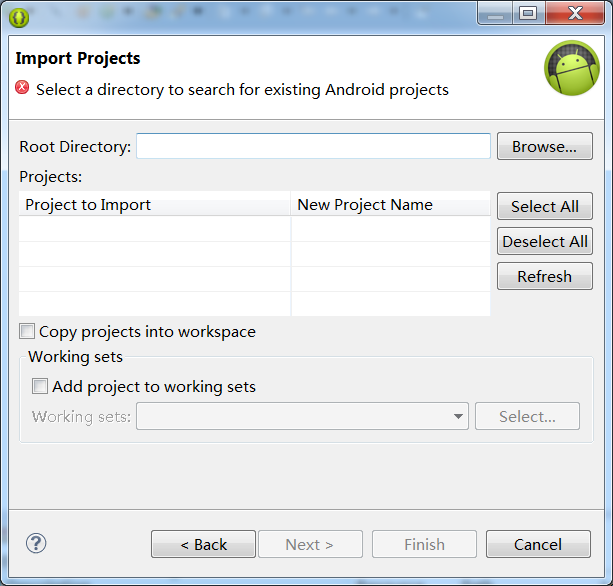 Import Projects
Select a directory to search for existing Android projects
Root Directory:
Browse...
Projects:
Project to Import
New Project Name
Select All
Deselect All
Refresh
Copy projects into workspace
Working sets
Add project to working sets
Working sets:
Select...
?
< Back
Next >
Finish
Cancel